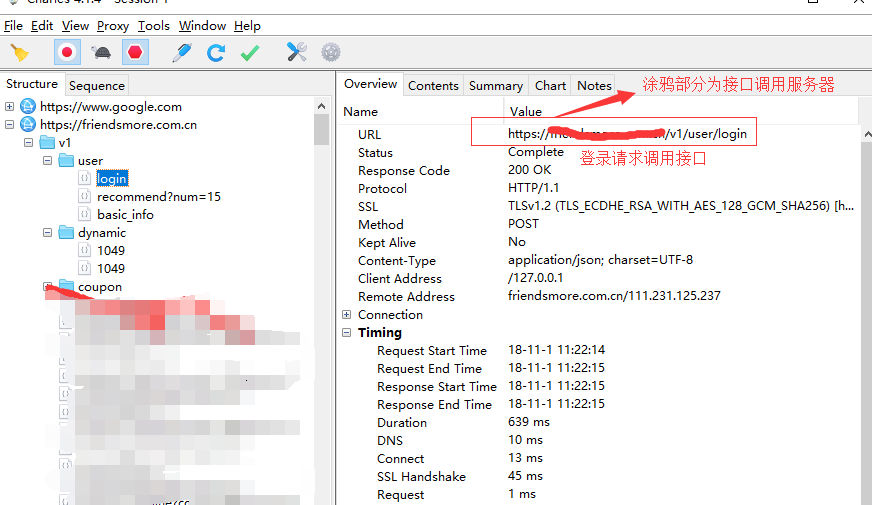 Charles 4.1.4 - Session 1
File Edit View Proxy Tools Window Help
Structure Sequence
https://www.google.com
https://friendsmore.com.cn
v1
user
login
recommend?num=15
basic_info
dynamic
1049
1049
coupon
Overview Contents Summary Chart Notes
涂鸦部分为接口调用服务器
Name Value
URL https:// /v1/user/login
Status Complete
登录请求调用接口
Response Code 200 OK
Protocol HTTP/1.1
SSL TLSv1.2 (TLS_ECDHE_RSA_WITH_AES_128_GCM_SHA256) [h...
Method POST
Kept Alive No
Content-Type application/json; charset=UTF-8
Client Address /127.0.0.1
Remote Address friendsmore.com.cn/111.231.125.237
Connection
Timing
Request Start Time 18-11-1 11:22:14
Request End Time 18-11-1 11:22:15
Response Start Time 18-11-1 11:22:15
Response End Time 18-11-1 11:22:15
Duration 639 ms
DNS 10 ms
Connect 13 ms
SSL Handshake 45 ms
Request 1 ms